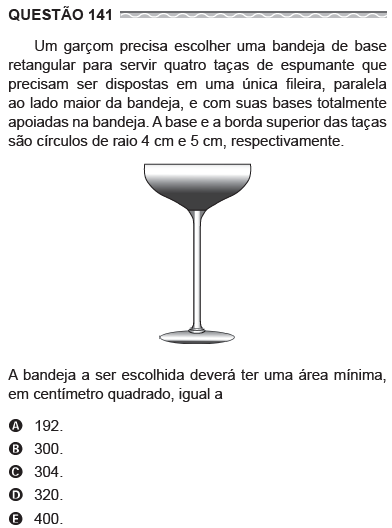 QUESTÃO 141
Um garçom precisa escolher uma bandeja de base
retangular para servir quatro taças de espumante que
precisam ser dispostas em uma única fileira, paralela
ao lado maior da bandeja, e com suas bases totalmente
apoiadas na bandeja. A base e a borda superior das taças
são círculos de raio 4 cm e 5 cm, respectivamente.
A bandeja a ser escolhida deverá ter uma área mínima,
em centímetro quadrado, igual a
A 192.
B 300.
C 304.
D 320.
E 400.